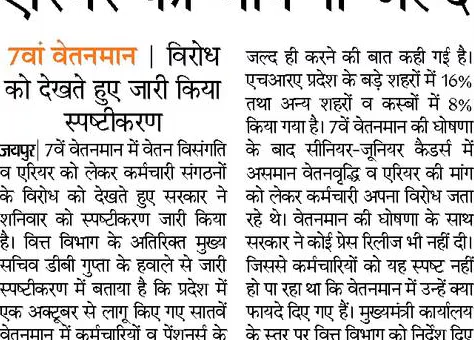 7वां वेतनमान | विरोध
को देखते हुए जारी किया
स्पष्टीकरण
जयपुर| 7वें वेतनमान में वेतन विसंगति
व एरियर को लेकर कर्मचारी संगठनों
के विरोध को देखते हुए सरकार ने
शनिवार को स्पष्टीकरण जारी किया
है। वित्त विभाग के अतिरिक्त मुख्य
सचिव डीबी गुप्ता के हवाले से जारी
स्पष्टीकरण में बताया है कि प्रदेश में
एक अक्टूबर से लागू किए गए सातवें
वेतनमान में कर्मचारियों व पेंशनर्स के
जल्द ही करने की बात कही गई है।
एचआरए प्रदेश के बड़े शहरों में 16%
तथा अन्य शहरों व कस्बों में 8%
किया गया है। 7वें वेतनमान की घोषणा
के बाद सीनियर-जूनियर कैडर्स में
असमान वेतनवृद्धि व एरियर की मांग
को लेकर कर्मचारी अपना विरोध जता
रहे थे। वेतनमान की घोषणा के साथ
सरकार ने कोई प्रेस रिलीज भी नहीं दी।
जिससे कर्मचारियों को यह स्पष्ट नहीं
हो पा रहा था कि वेतनमान में उन्हें क्या
फायदे दिए गए हैं। मुख्यमंत्री कार्यालय
के स्तर पर वित्त विभाग को निर्देश दिए